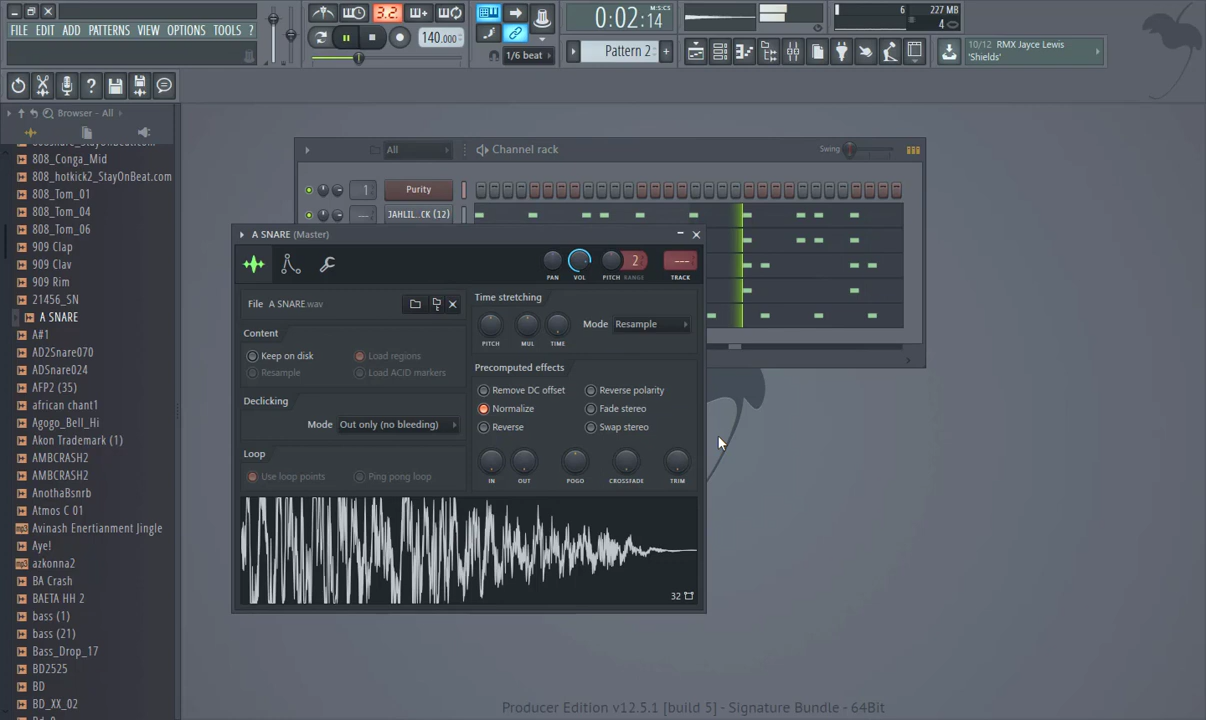 3.2
0:02:14
M:S:CS
6
227 MB
4
FILE EDIT ADD PATTERNS VIEW OPTIONS TOOLS ?
140.000
1/6 beat
Pattern 2
10/12 RMX Jayce Lewis
'Shields'
Browser - All
808_Conga_Mid
808_hotkick2_StayOnBeat.com
808_Tom_01
808_Tom_04
808_Tom_06
909 Clap
909 Clav
909 Rim
21456_SN
A SNARE
A#1
AD2Snare070
ADSnare024
AFP2 (35)
african chant1
Agogo_Bell_Hi
Akon Trademark (1)
AMBCRASH2
AMBCRASH2
AnothaBsnrb
Atmos C 01
Avinash Enertianment Jingle
Aye!
azkonna2
BA Crash
BAETA HH 2
bass (1)
bass (21)
Bass_Drop_17
BD2525
BD
BD_XX_02
All
Channel rack
Swing
1
Purity
---
JAHLIL..CK (12)
A SNARE (Master)
PAN
VOL
PITCH
2
RANGE
---
TRACK
File A SNARE.wav
Content
Keep on disk
Load regions
Resample
Load ACID markers
Declicking
Mode
Out only (no bleeding)
Loop
Use loop points
Ping pong loop
Time stretching
PITCH
MUL
TIME
Mode
Resample
Precomputed effects
Remove DC offset
Reverse polarity
Normalize
Fade stereo
Reverse
Swap stereo
IN
OUT
POGO
CROSSFADE
TRIM
32
Producer Edition v12.5.1 [build 5] - Signature Bundle - 64Bit